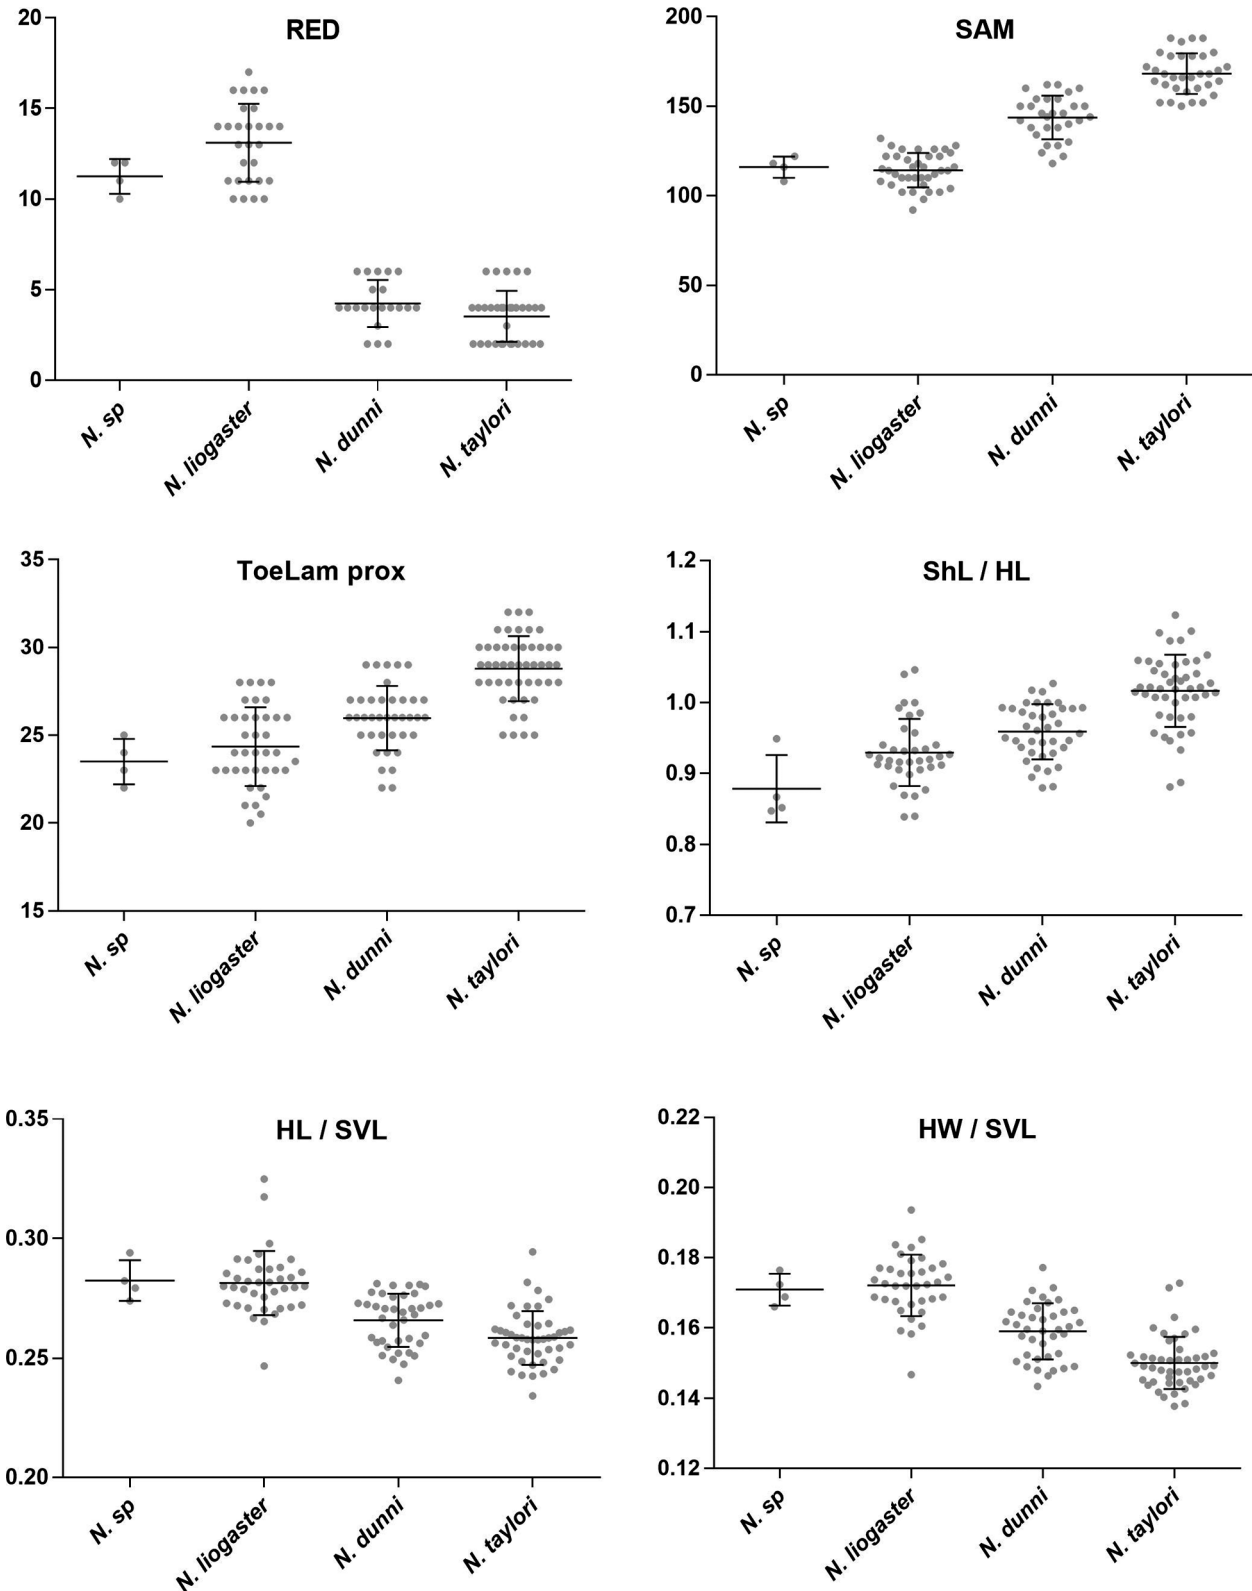 RED
20
15
10
5
0
N. sp
N. liogaster
N. dunni
N. taylori
SAM
200
150
100
50
0
N. sp
N. liogaster
N. dunni
N. taylori
ToeLam prox
35
30
25
20
15
N. sp
N. liogaster
N. dunni
N. taylori
ShL / HL
1.2
1.1
1.0
0.9
0.8
0.7
N. sp
N. liogaster
N. dunni
N. taylori
HL / SVL
0.35
0.30
0.25
0.20
N. sp
N. liogaster
N. dunni
N. taylori
HW / SVL
0.22
0.20
0.18
0.16
0.14
0.12
N. sp
N. liogaster
N. dunni
N. taylori